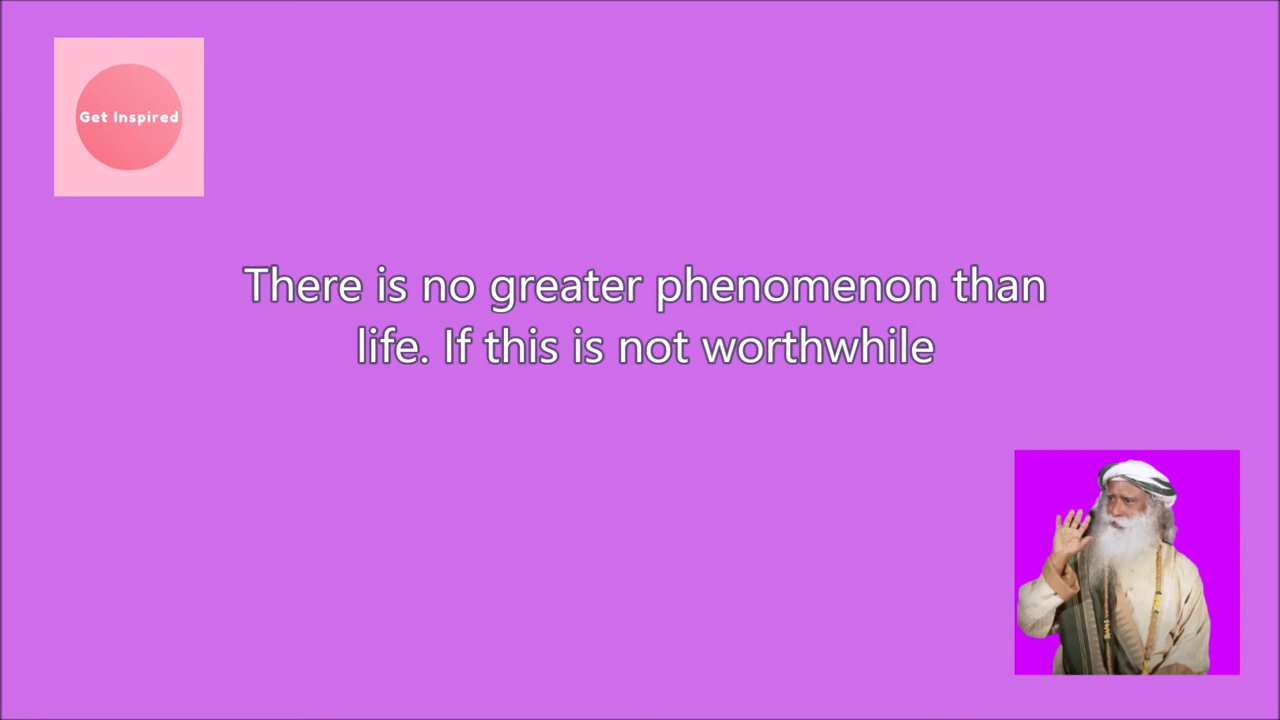 Get Inspired
There is no greater phenomenon than
life. If this is not worthwhile